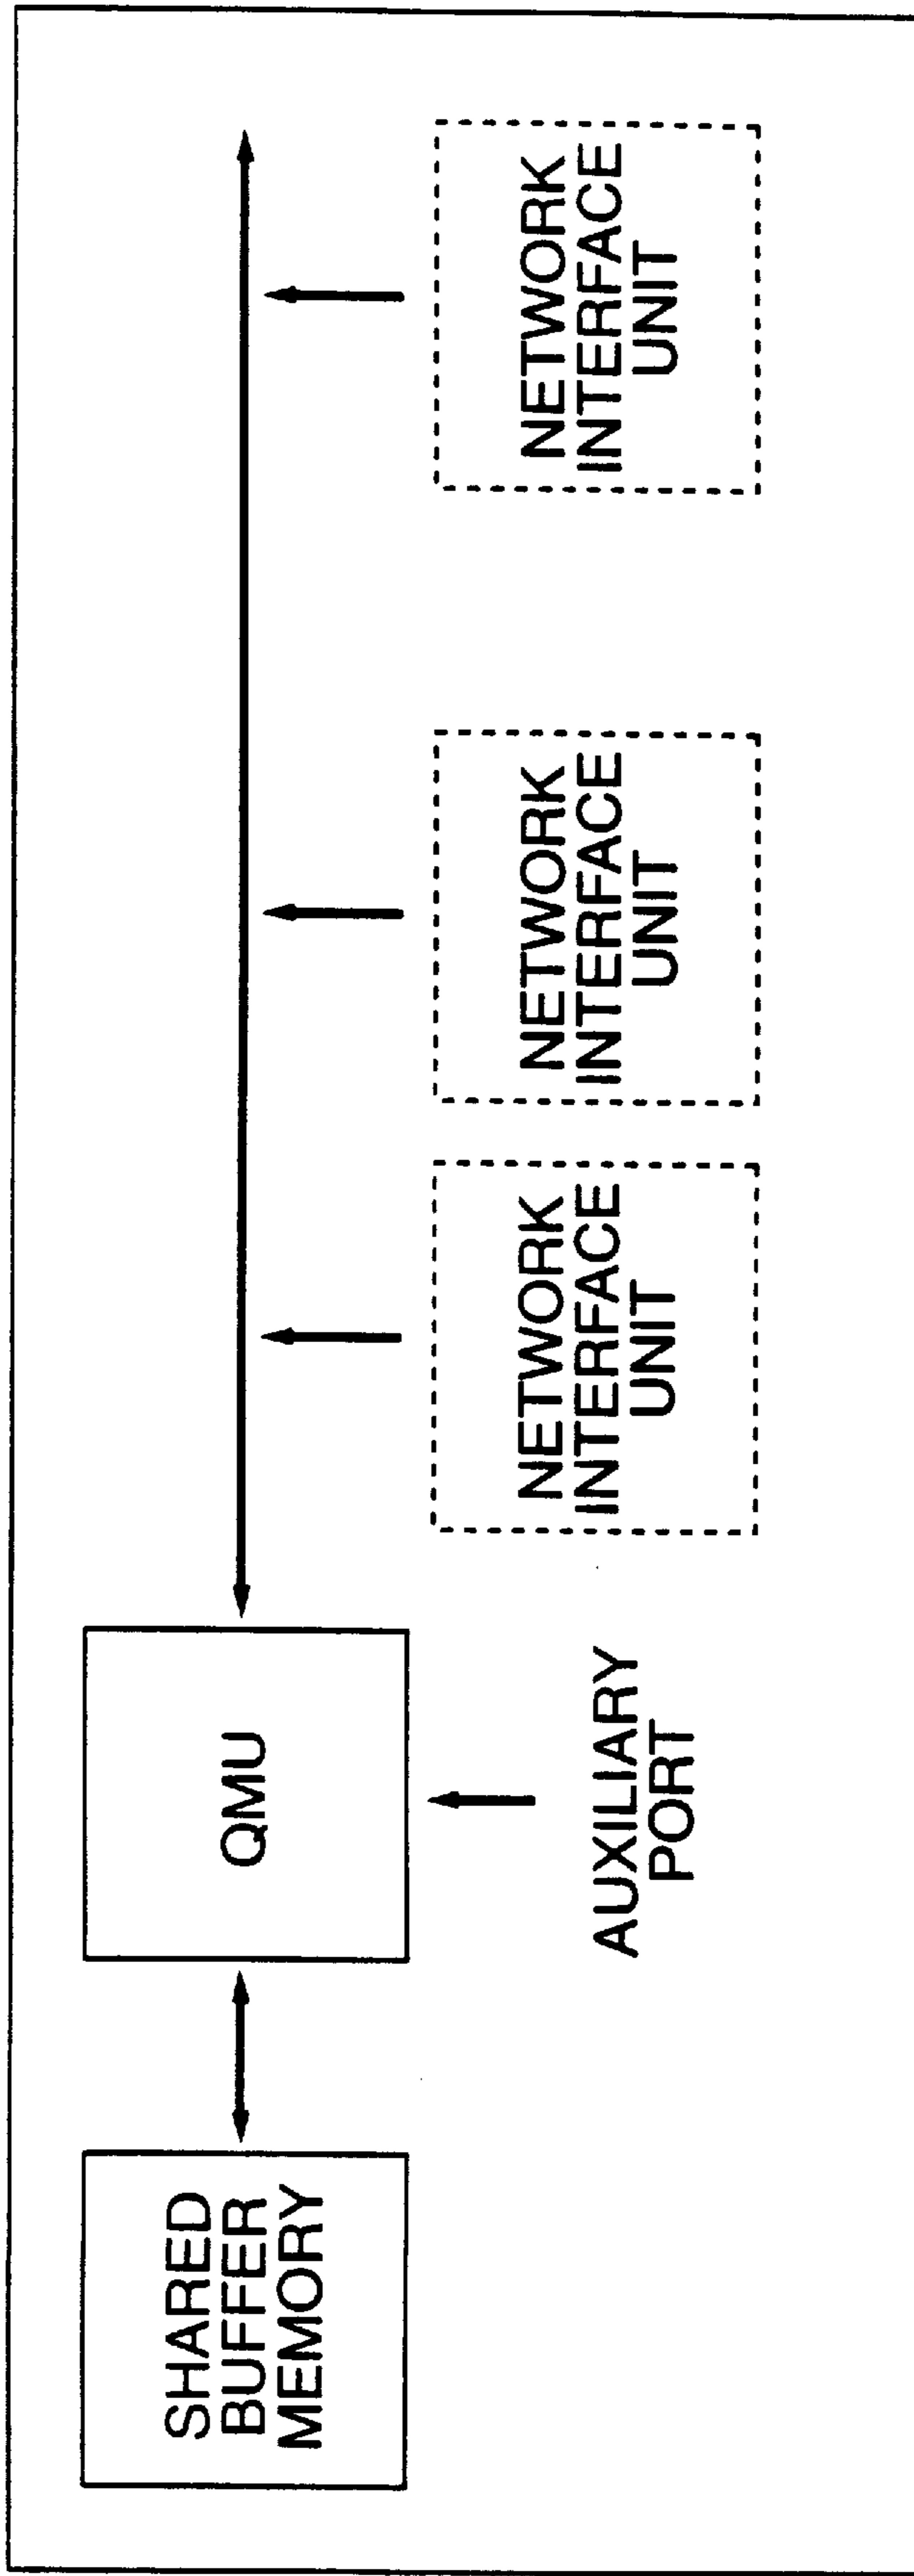 SHARED
BUFFER
MEMORY
QMU
AUXILIARY
PORT
NETWORK
INTERFACE
UNIT
NETWORK
INTERFACE
UNIT
NETWORK
INTERFACE
UNIT